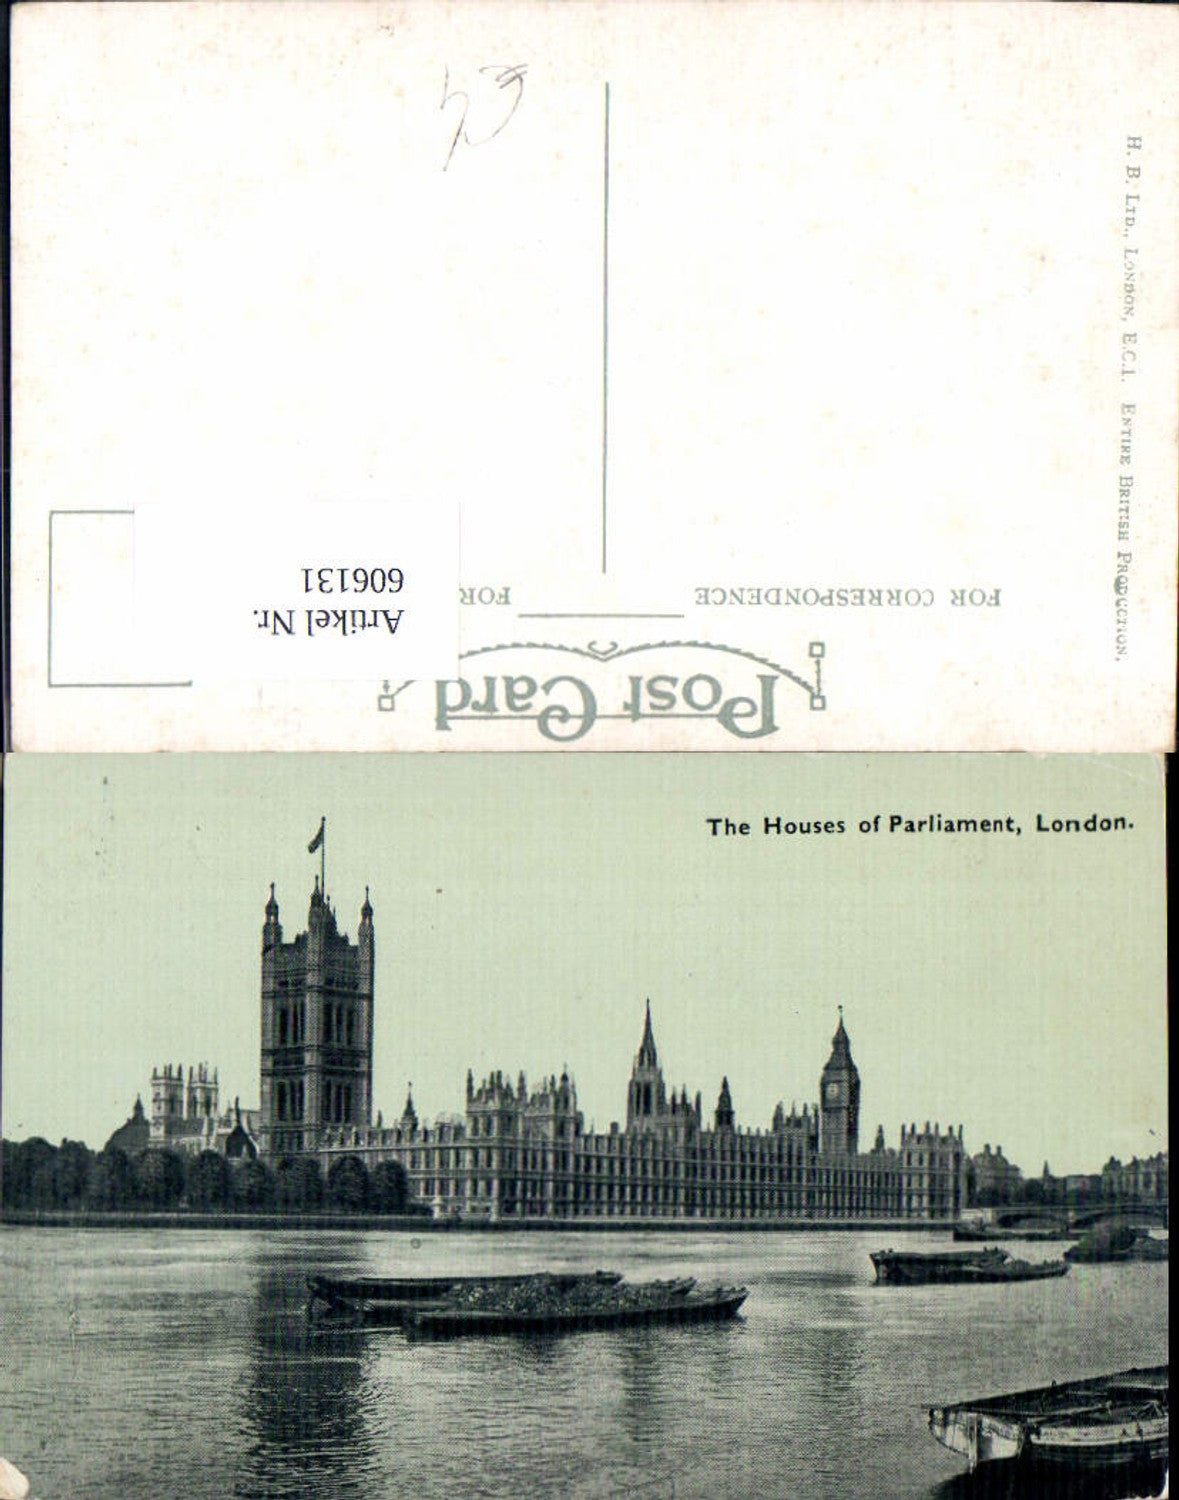 Post Card
FOR CORRESPONDENCE
FOR
Artikel Nr.
606131
H. B. LTD., LONDON, E.C.1. ENTIRE BRITISH PRODUCTION.
The Houses of Parliament, London.